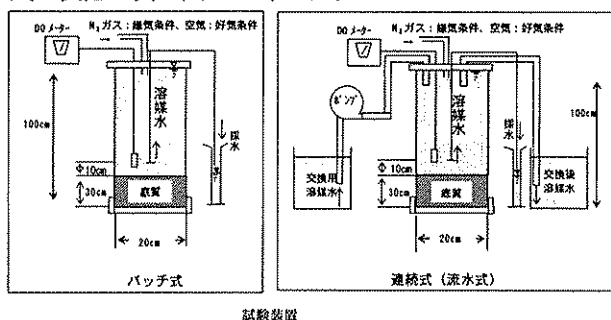 DOメーター
N₂ガス：嫌気条件、空気：好気条件
溶媒水
100cm
採水
10cm
30cm
底質
20cm
バッチ式
DOメーター
N₂ガス：嫌気条件、空気：好気条件
ポンプ
溶媒水
100cm
採水
交換用
溶媒水
10cm
30cm
底質
交換後
溶媒水
20cm
連続式（流水式）
試験装置